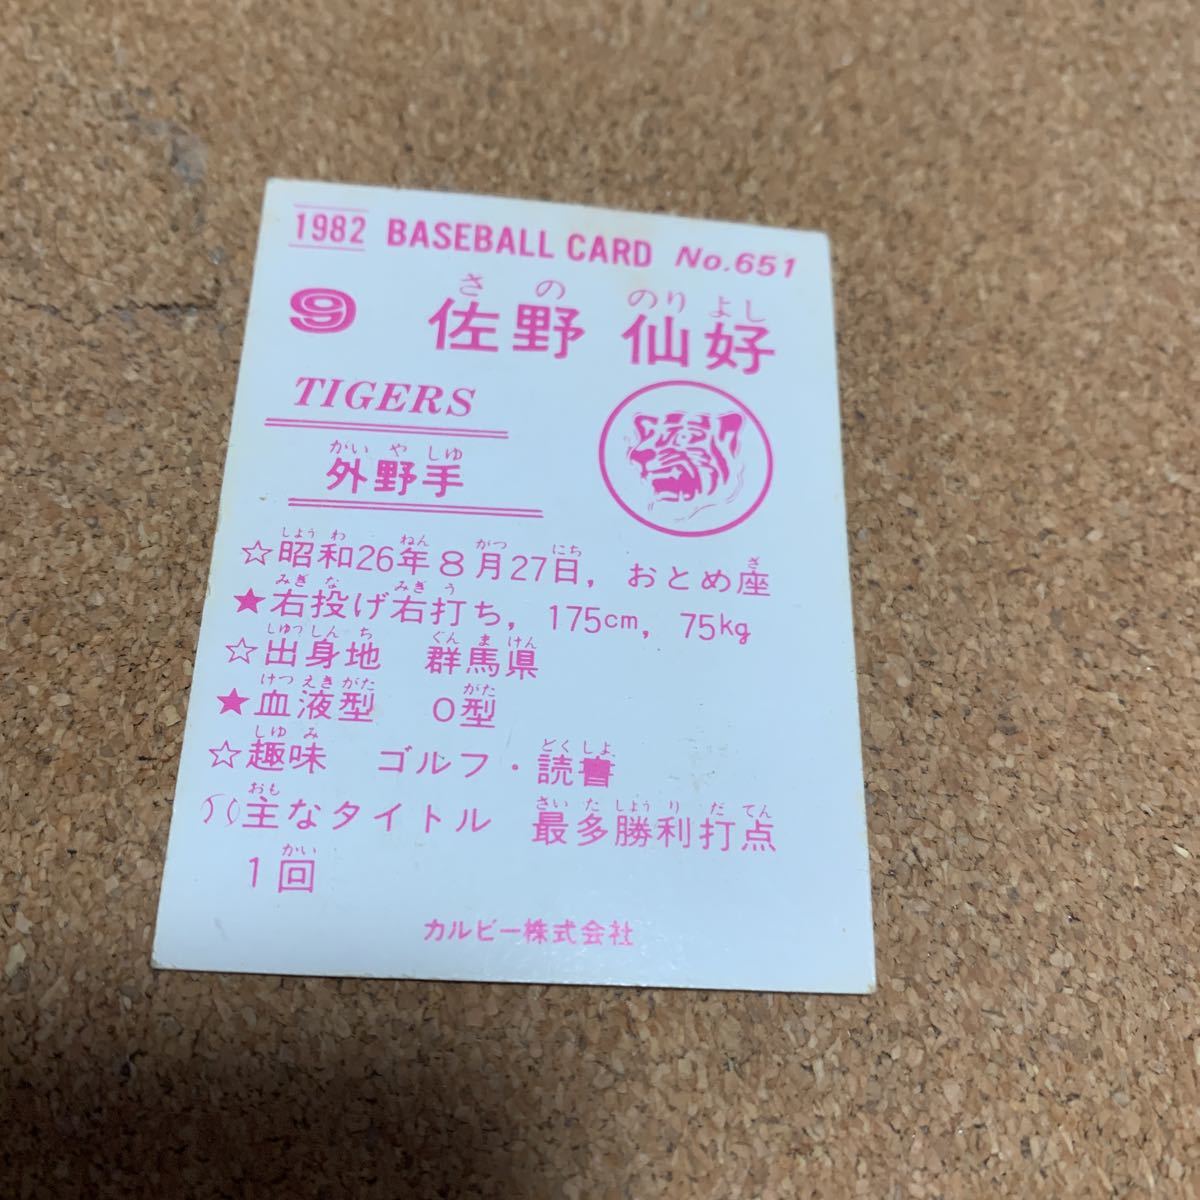 1982 BASEBALL CARD No.651
さの のりよし
9 佐野 仙好
TIGERS
がいやしゅ
外野手
しょうわ ねん がつ にち ざ
☆昭和26年8月27日, おとめ座
みぎな みぎう
★右投げ右打ち, 175cm, 75kg
しゅっしんち ぐんまけん
☆出身地 群馬県
けつえきがた がた
★血液型 O型
しゅみ どくしょ
☆趣味 ゴルフ・読書
おも さいたしょうりだてん
主なタイトル 最多勝利打点
かい
1回
カルビー株式会社